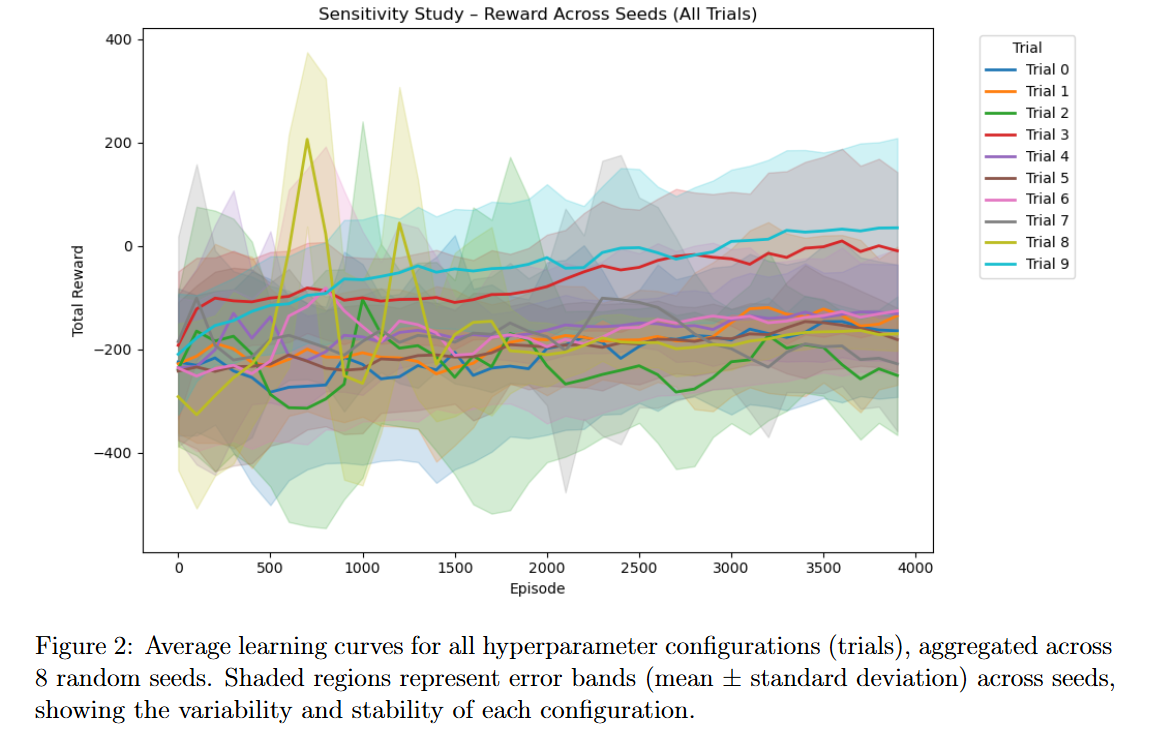 Sensitivity Study – Reward Across Seeds (All Trials)
400
200
0
−200
−400
Total Reward
0 500 1000 1500 2000 2500 3000 3500 4000
Episode
Trial
Trial 0
Trial 1
Trial 2
Trial 3
Trial 4
Trial 5
Trial 6
Trial 7
Trial 8
Trial 9
Figure 2: Average learning curves for all hyperparameter configurations (trials), aggregated across
8 random seeds. Shaded regions represent error bands (mean ± standard deviation) across seeds,
showing the variability and stability of each configuration.